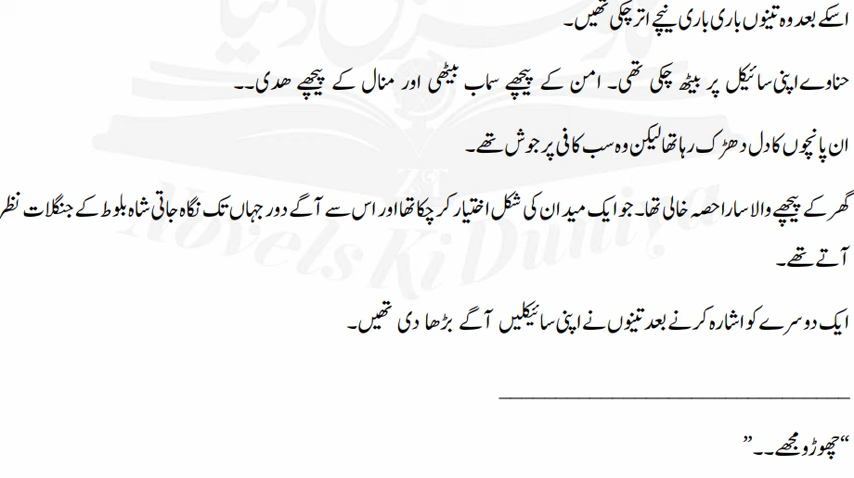 اسکے بعد وہ تینوں باری باری نیچے اتر چکی تھیں۔
حناوے اپنی سائیکل پر بیٹھ چکی تھی۔ امن کے پیچھے سماب بیٹھی اور منال کے پیچھے ھدی۔۔
ان پانچوں کا دل دھڑک رہا تھا لیکن وہ سب کافی پر جوش تھے۔
گھر کے پیچھے والا سارا حصہ خالی تھا۔ جو ایک میدان کی شکل اختیار کر چکا تھا اور اس سے آگے دور جہاں تک نگاہ جاتی شاہ بلوط کے جنگلات نظر
آتے تھے۔
ایک دوسرے کو اشارہ کرنے بعد تینوں نے اپنی سائیکلیں آگے بڑھا دی تھیں۔
“چھوڑو مجھے۔۔”
Novels Ki Duniya